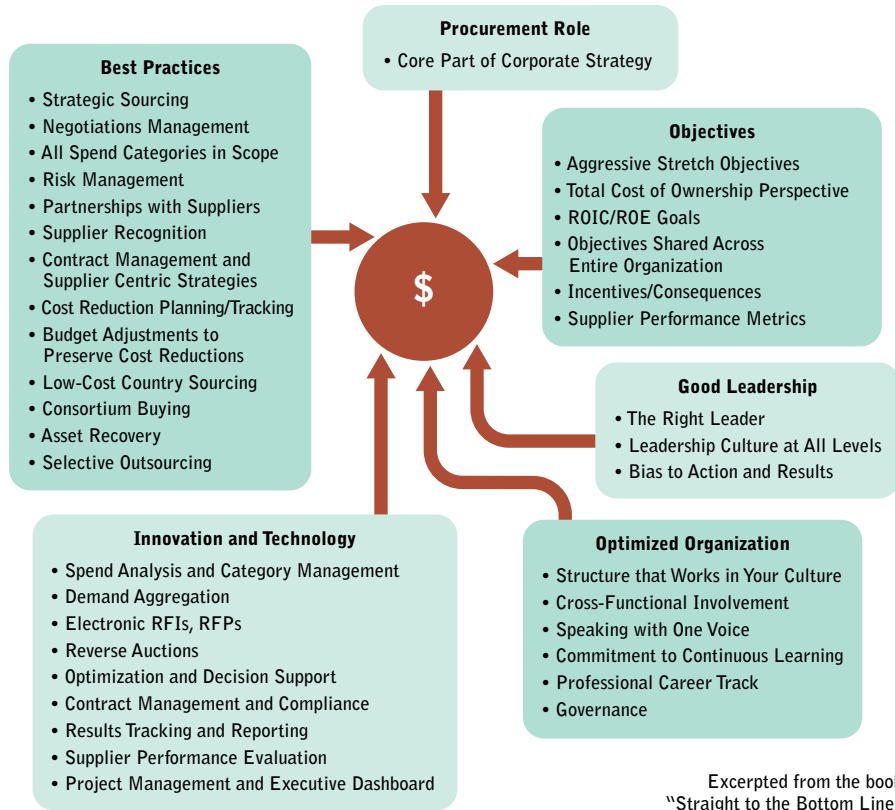 Procurement Role
• Core Part of Corporate Strategy
Best Practices
• Strategic Sourcing
• Negotiations Management
• All Spend Categories in Scope
• Risk Management
• Partnerships with Suppliers
• Supplier Recognition
• Contract Management and
Supplier Centric Strategies
• Cost Reduction Planning/Tracking
• Budget Adjustments to
Preserve Cost Reductions
• Low-Cost Country Sourcing
• Consortium Buying
• Asset Recovery
• Selective Outsourcing
Objectives
• Aggressive Stretch Objectives
• Total Cost of Ownership Perspective
• ROIC/ROE Goals
• Objectives Shared Across
Entire Organization
• Incentives/Consequences
• Supplier Performance Metrics
$
Good Leadership
• The Right Leader
• Leadership Culture at All Levels
• Bias to Action and Results
Innovation and Technology
• Spend Analysis and Category Management
• Demand Aggregation
• Electronic RFIs, RFPs
• Reverse Auctions
• Optimization and Decision Support
• Contract Management and Compliance
• Results Tracking and Reporting
• Supplier Performance Evaluation
• Project Management and Executive Dashboard
Optimized Organization
• Structure that Works in Your Culture
• Cross-Functional Involvement
• Speaking with One Voice
• Commitment to Continuous Learning
• Professional Career Track
• Governance
Excerpted from the book
"Straight to the Bottom Line